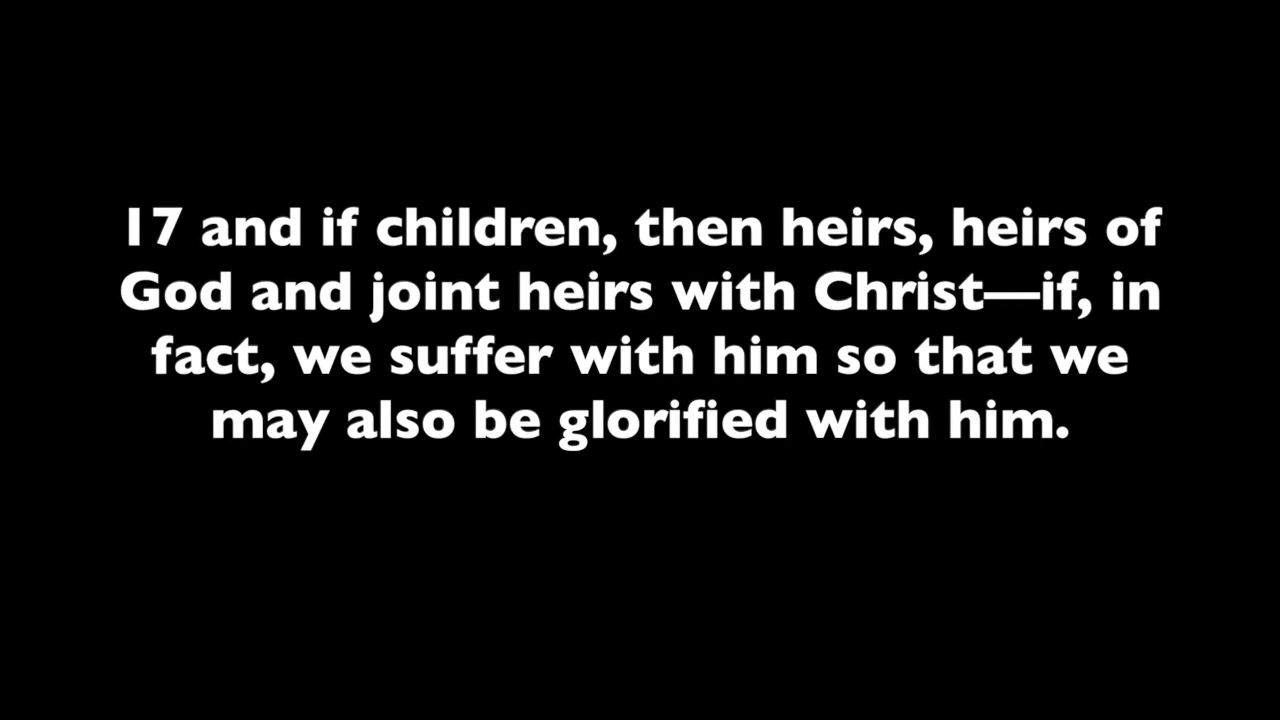 17 and if children, then heirs, heirs of
God and joint heirs with Christ—if, in
fact, we suffer with him so that we
may also be glorified with him.